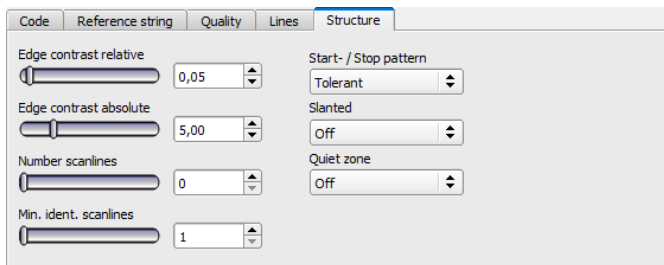 Code Reference string Quality Lines Structure
Edge contrast relative
0,05
Edge contrast absolute
5,00
Number scanlines
0
Min. ident. scanlines
1
Start- / Stop pattern
Tolerant
Slanted
Off
Quiet zone
Off